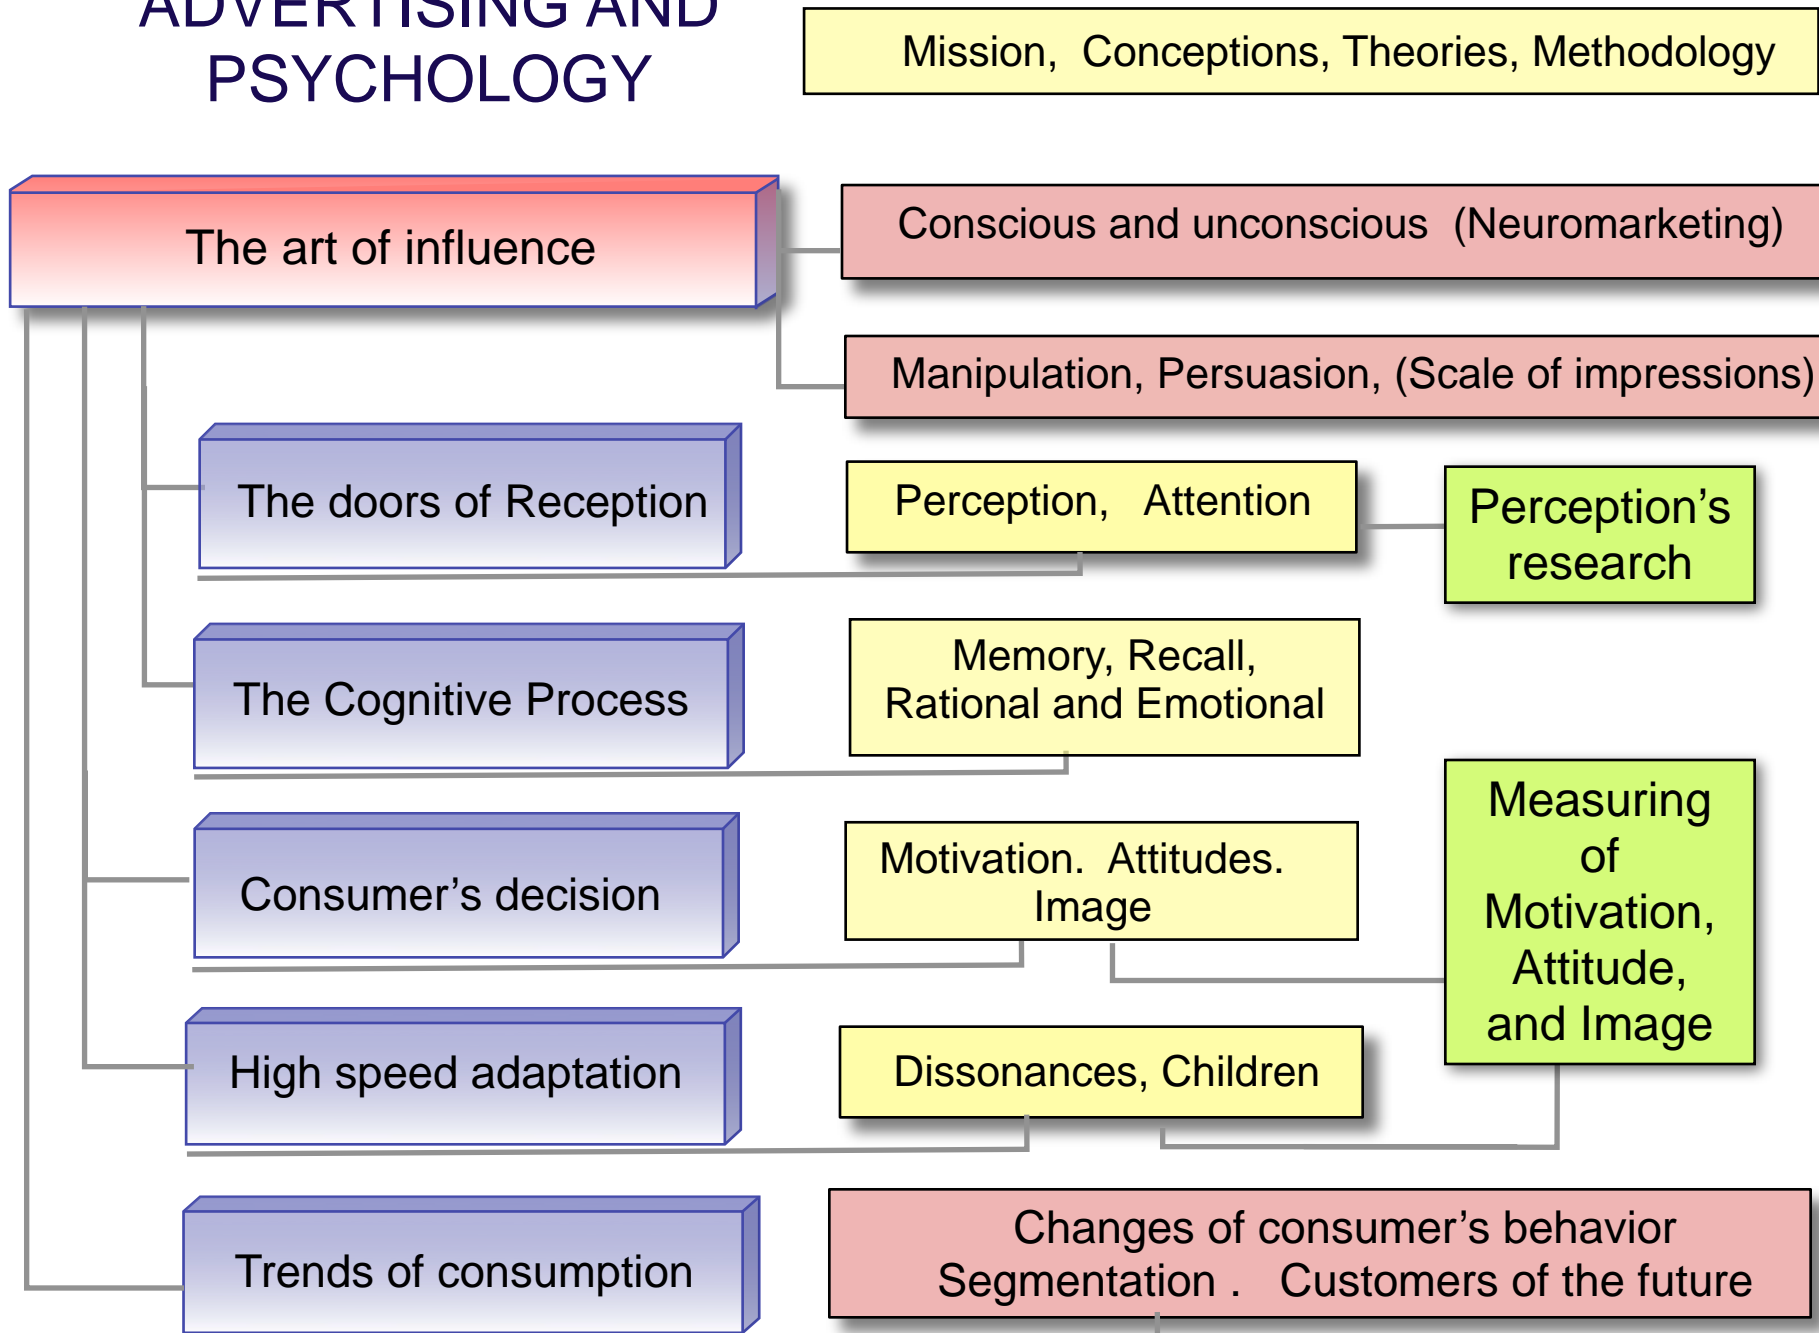 ADVERTISING AND
PSYCHOLOGY
Mission, Conceptions, Theories, Methodology
The art of influence
Conscious and unconscious (Neuromarketing)
Manipulation, Persuasion, (Scale of impressions)
The doors of Reception
Perception, Attention
Perception’s
research
The Cognitive Process
Memory, Recall,
Rational and Emotional
Consumer’s decision
Motivation. Attitudes.
Image
Measuring
of
Motivation,
Attitude,
and Image
High speed adaptation
Dissonances, Children
Trends of consumption
Changes of consumer’s behavior
Segmentation . Customers of the future